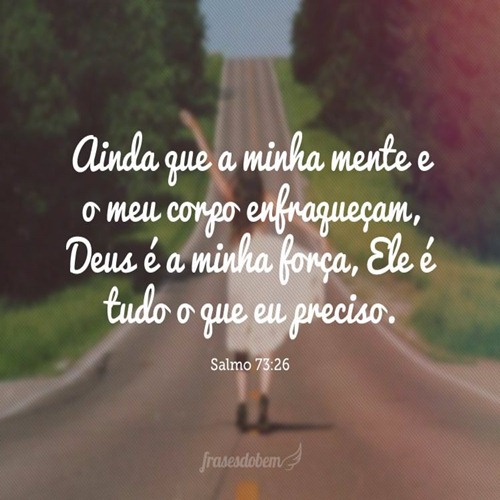 Ainda que a minha mente e
o meu corpo enfraqueçam,
Deus é a minha força, Ele é
tudo o que eu preciso.
Salmo 73:26
frasesdobem